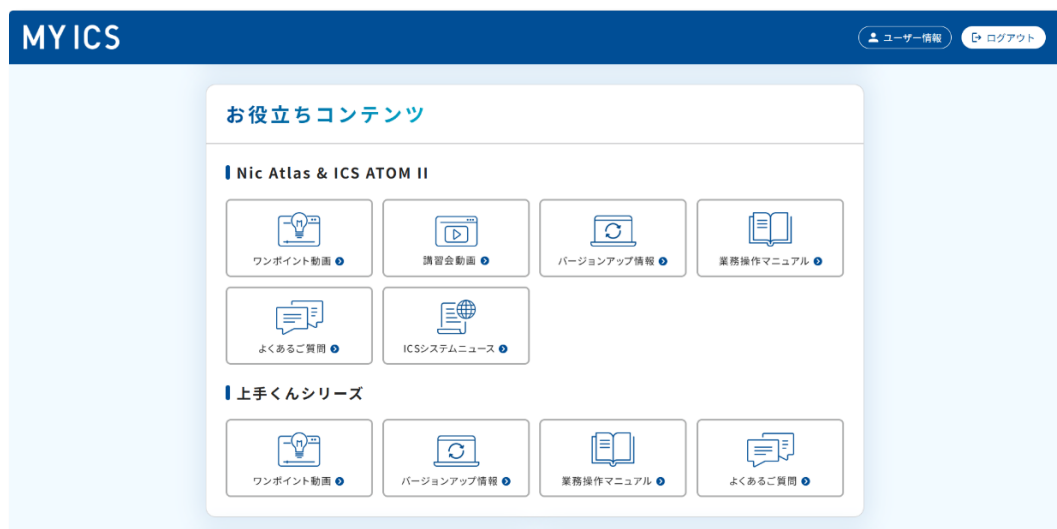 MY ICS
ユーザー情報
ログアウト
お役立ちコンテンツ
Nic Atlas & ICS ATOM II
ワンポイント動画
講習会動画
バージョンアップ情報
業務操作マニュアル
よくあるご質問
ICSシステムニュース
上手くんシリーズ
ワンポイント動画
バージョンアップ情報
業務操作マニュアル
よくあるご質問